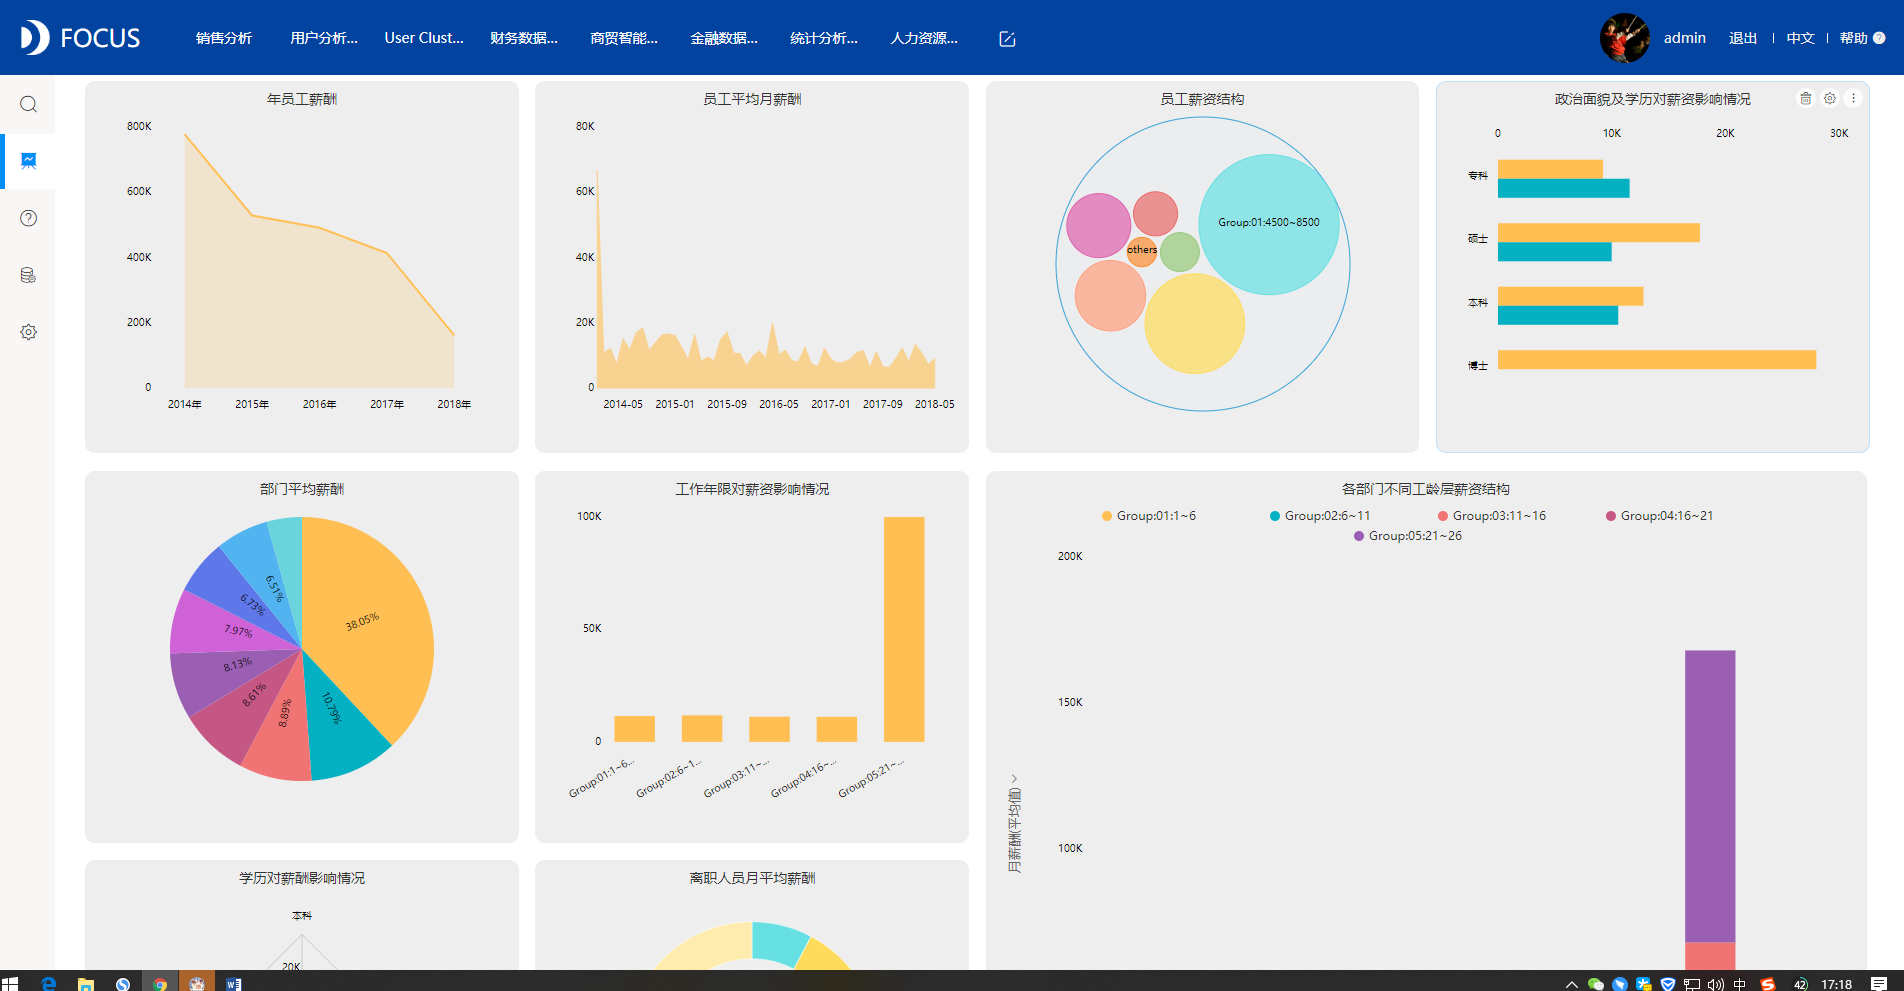 FOCUS
销售分析 用户分析... User Clust... 财务数据... 商贸智能... 金融数据... 统计分析... 人力资源...
admin 退出 | 中文 | 帮助 ?
年员工薪酬
800K
600K
400K
200K
0
2014年 2015年 2016年 2017年 2018年
员工平均月薪酬
80K
60K
40K
20K
0
2014-05 2015-01 2015-09 2016-05 2017-01 2017-09 2018-05
员工薪资结构
Group:01:4500~8500
others
政治面貌及学历对薪资影响情况
0 10K 20K 30K
专科
硕士
本科
博士
部门平均薪酬
38.05%
10.79%
8.89%
8.61%
8.13%
7.97%
6.73%
6.51%
工作年限对薪资影响情况
100K
50K
0
Group:01:1~6... Group:02:6~1... Group:03:11~... Group:04:16~... Group:05:21~...
各部门不同工龄层薪资结构
Group:01:1~6 Group:02:6~11 Group:03:11~16 Group:04:16~21
Group:05:21~26
200K
150K
100K
月薪酬(平均值)
学历对薪酬影响情况
本科
20K
离职人员月平均薪酬
中 42 17:18